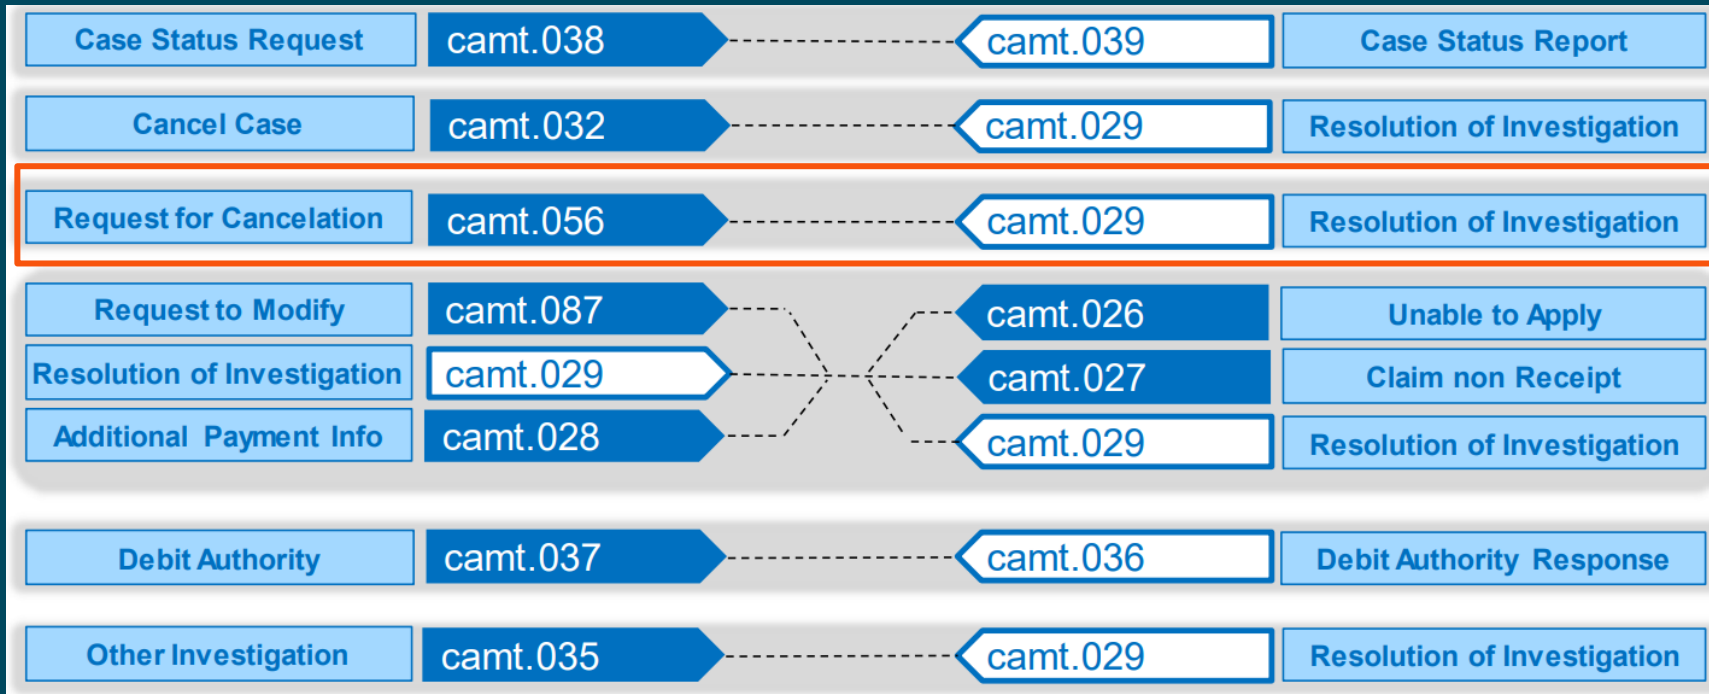 Case Status Request camt.038 camt.039 Case Status Report
Cancel Case camt.032 camt.029 Resolution of Investigation
Request for Cancelation camt.056 camt.029 Resolution of Investigation
Request to Modify camt.087 camt.026 Unable to Apply
Resolution of Investigation camt.029 camt.027 Claim non Receipt
Additional Payment Info camt.028 camt.029 Resolution of Investigation
Debit Authority camt.037 camt.036 Debit Authority Response
Other Investigation camt.035 camt.029 Resolution of Investigation